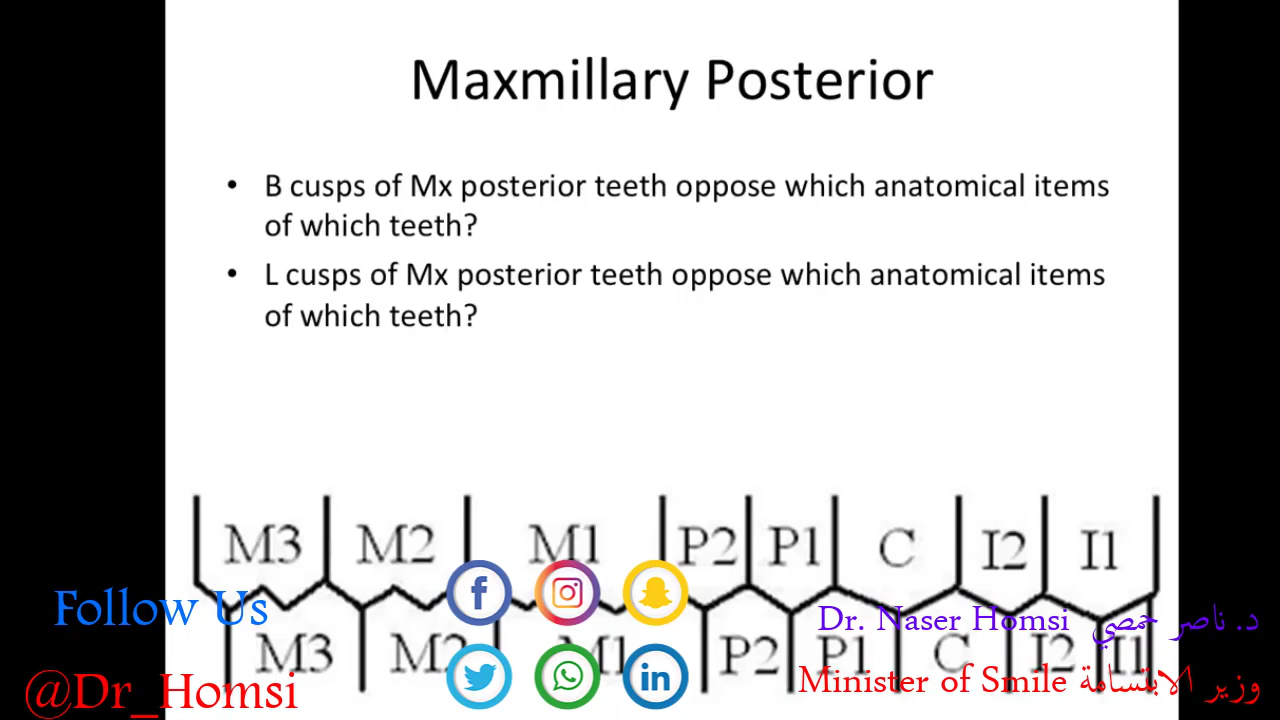 Maxmillary Posterior
• B cusps of Mx posterior teeth oppose which anatomical items
of which teeth?
• L cusps of Mx posterior teeth oppose which anatomical items
of which teeth?
M3 M2 M1 P2 P1 C I2 I1
Follow Us
Dr. Naser Homsi د. ناصر حمصي
M3 M2 M1 P2 P1 C I2 I1
@Dr_Homsi
Minister of Smile وزير الابتسامة